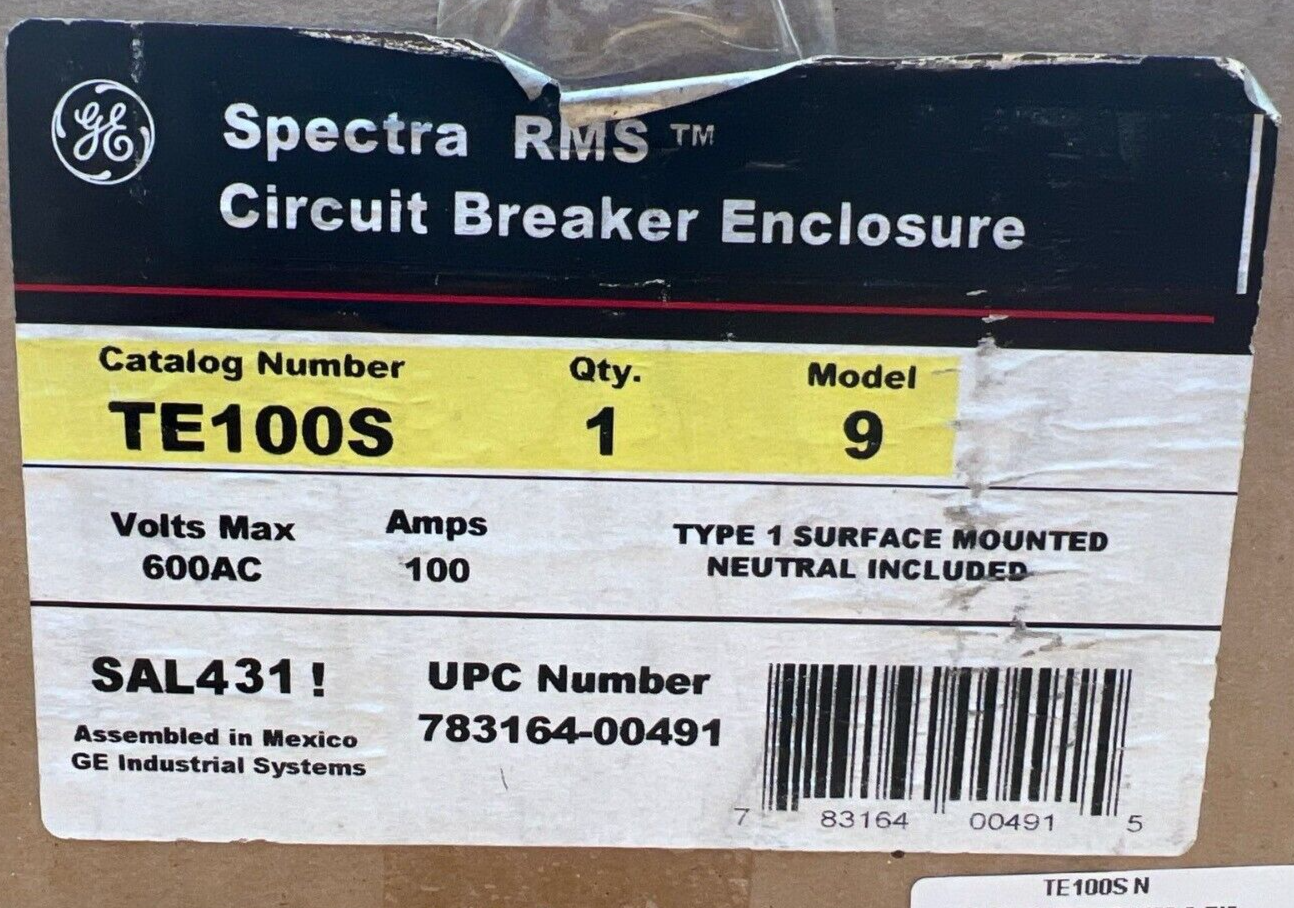 GE
Spectra RMS™
Circuit Breaker Enclosure
Catalog Number Qty. Model
TE100S 1 9
Volts Max Amps TYPE 1 SURFACE MOUNTED
600AC 100 NEUTRAL INCLUDED
SAL431! UPC Number
783164-00491
Assembled in Mexico
GE Industrial Systems
7 83164 00491 5
TE100S N